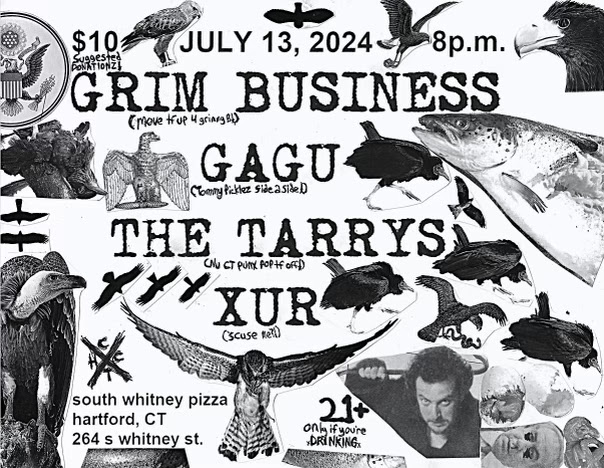 $10
suggested
DONATIONZ!
JULY 13, 2024
8p.m.
GRIM BUSINESS
GAGU
THE TARRYS
(NU CT PUNX POP tf off)
XUR
('scuse me!!)
south whitney pizza
hartford, CT
264 s whitney st.
21+
only if you're
DRINKING